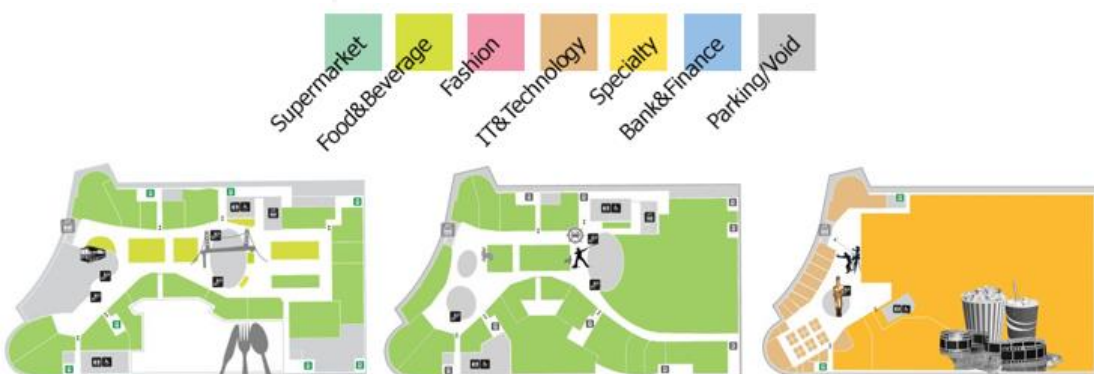 Supermarket
Food&Beverage
Fashion
IT&Technology
Specialty
Bank&Finance
Parking/Void